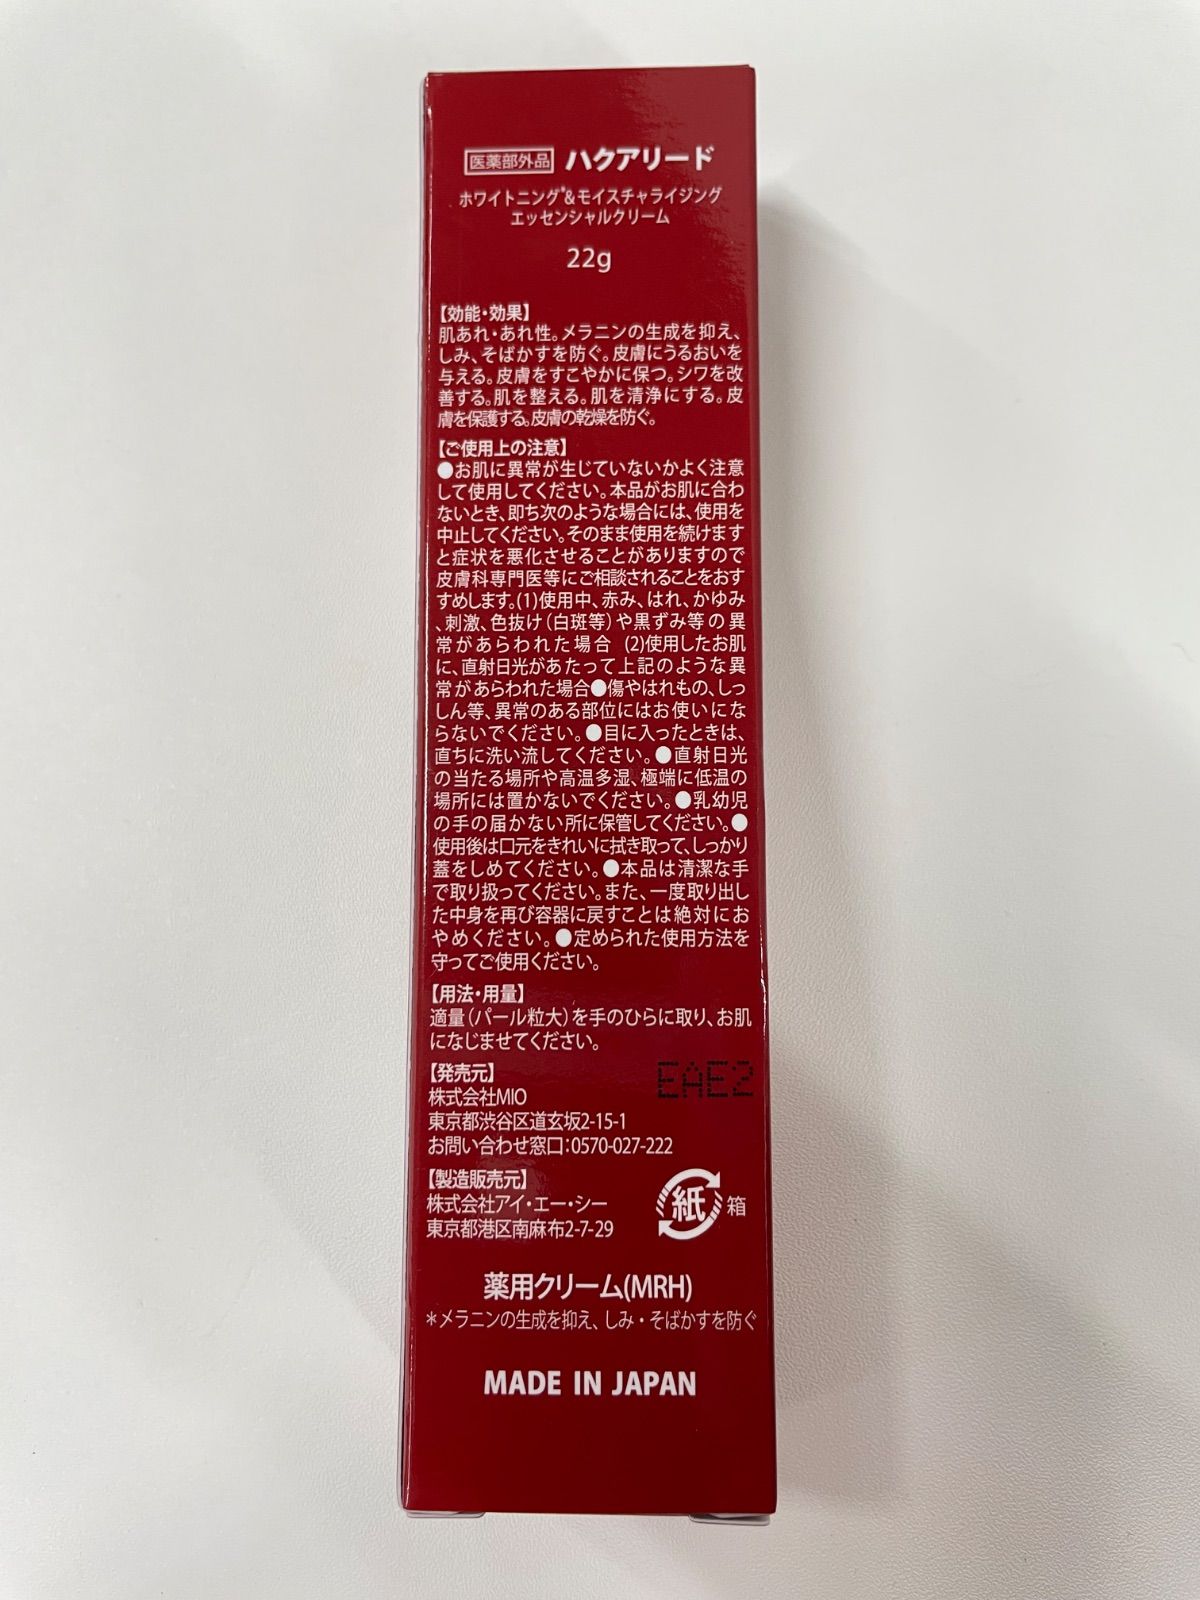 医薬部外品 ハクアリード
ホワイトニング*&モイスチャライジング
エッセンシャルクリーム
22g
【効能・効果】
肌あれ・あれ性。メラニンの生成を抑え、
しみ、そばかすを防ぐ。皮膚にうるおいを
与える。皮膚をすこやかに保つ。シワを改
善する。肌を整える。肌を清浄にする。皮
膚を保護する。皮膚の乾燥を防ぐ。
【ご使用上の注意】
●お肌に異常が生じていないかよく注意
して使用してください。本品がお肌に合わ
ないとき、即ち次のような場合には、使用を
中止してください。そのまま使用を続けます
と症状を悪化させることがありますので
皮膚科専門医等にご相談されることをおす
すめします。(1)使用中、赤み、はれ、かゆみ
、刺激、色抜け（白斑等）や黒ずみ等の異
常があらわれた場合 (2)使用したお肌
に、直射日光があたって上記のような異
常があらわれた場合●傷やはれもの、しっ
しん等、異常のある部位にはお使いにな
らないでください。●目に入ったときは、
直ちに洗い流してください。●直射日光
の当たる場所や高温多湿、極端に低温の
場所には置かないでください。●乳幼児
の手の届かない所に保管してください。●
使用後は口元をきれいに拭き取って、しっかり
蓋をしめてください。●本品は清潔な手
で取り扱ってください。また、一度取り出し
た中身を再び容器に戻すことは絶対にお
やめください。●定められた使用方法を
守ってご使用ください。
【用法・用量】
適量（パール粒大）を手のひらに取り、お肌
になじませてください。
【発売元】
EAE2
株式会社MIO
東京都渋谷区道玄坂2-15-1
お問い合わせ窓口:0570-027-222
【製造販売元】
株式会社アイ・エー・シー
東京都港区南麻布2-7-29
紙 箱
薬用クリーム(MRH)
*メラニンの生成を抑え、しみ・そばかすを防ぐ
MADE IN JAPAN